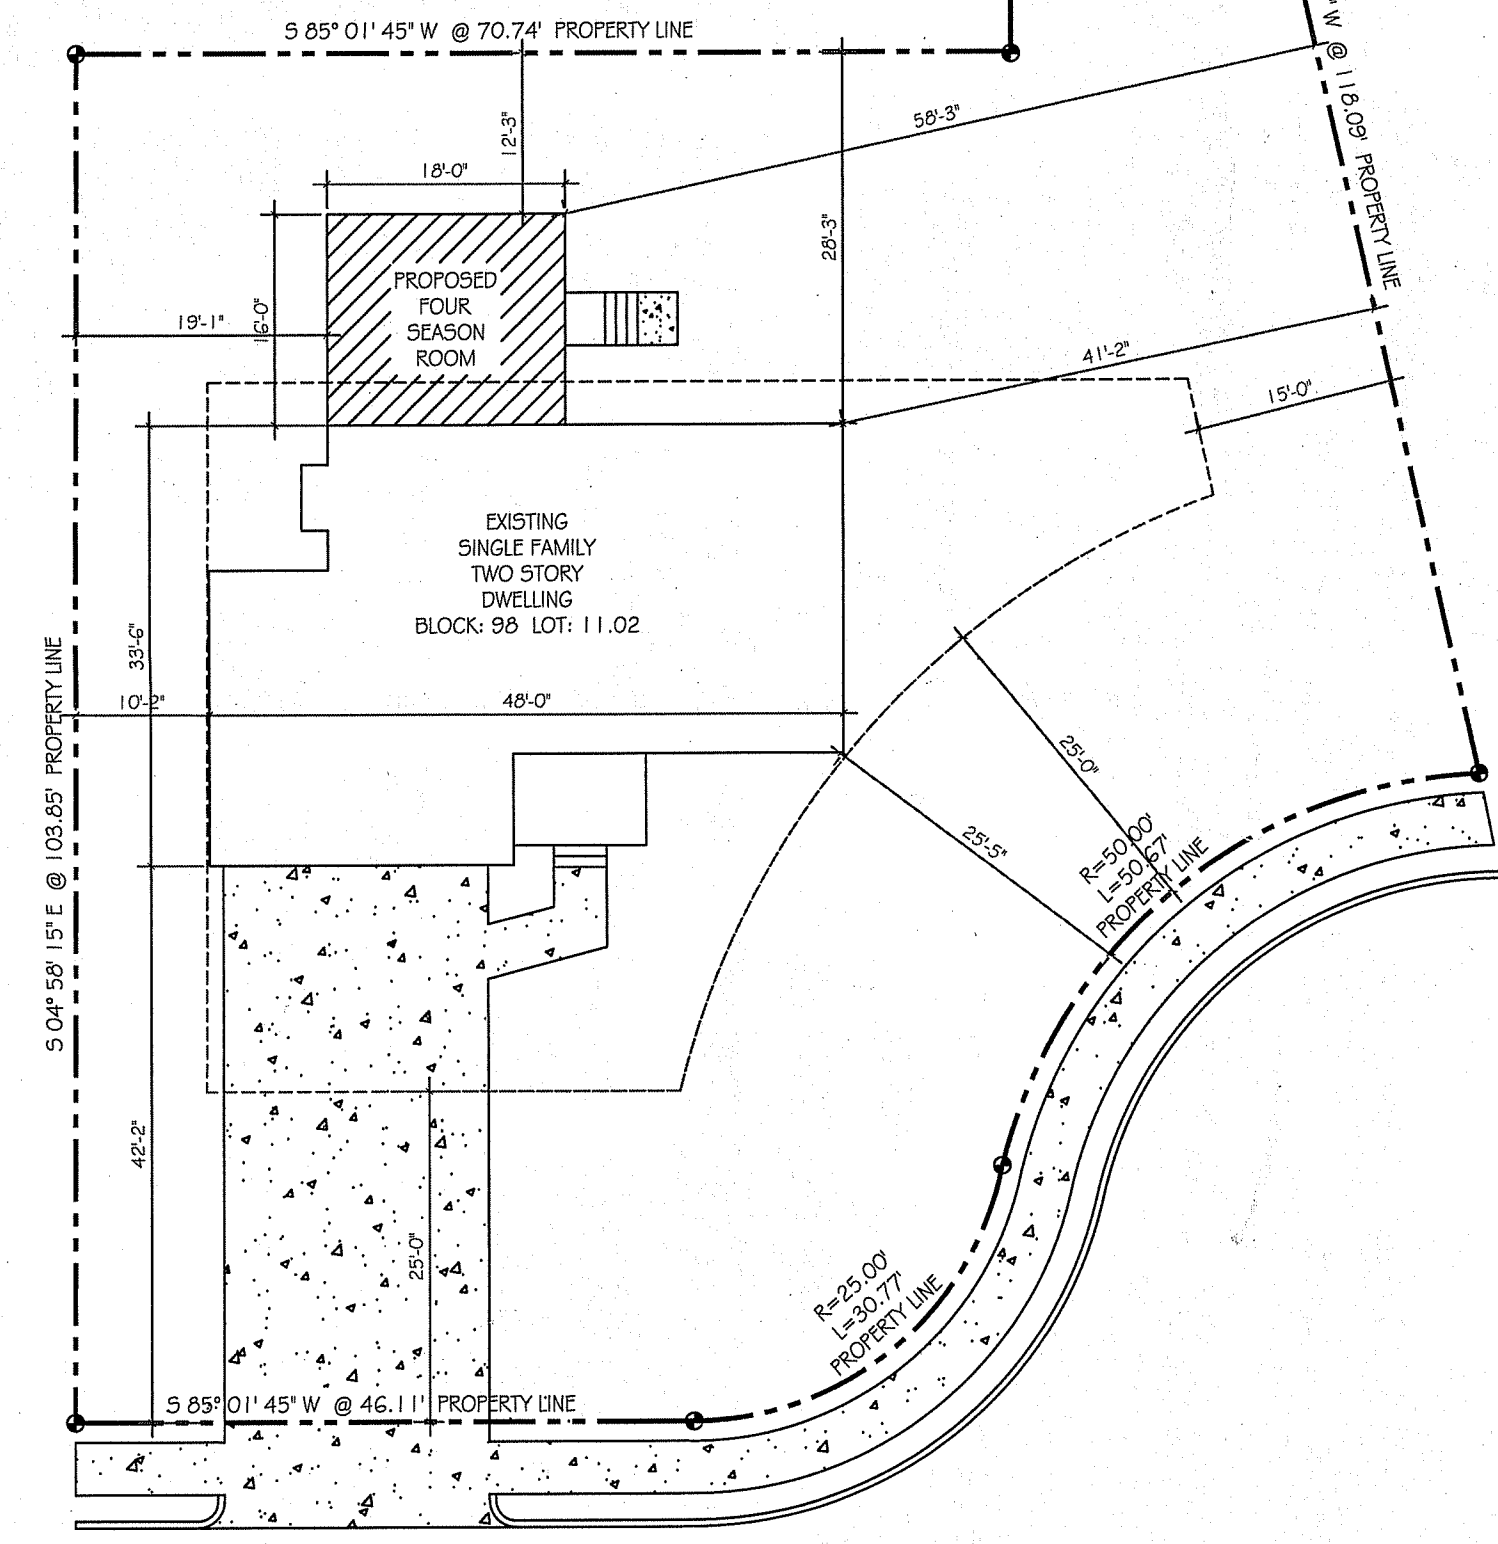 S 85° 01' 45" W @ 70.74' PROPERTY LINE
"W @ 118.09' PROPERTY LINE
58'-3"
12'-3"
18'-0"
28'-3"
PROPOSED
FOUR
SEASON
ROOM
19'-1"
16'-0"
41'-2"
15'-0"
EXISTING
SINGLE FAMILY
TWO STORY
DWELLING
BLOCK: 98 LOT: 11.02
33'-6"
10'-2"
48'-0"
S 04° 58' 15" E @ 103.85' PROPERTY LINE
25'-0"
25'-5"
R=50.00'
L=50.67'
PROPERTY LINE
42'-2"
25'-0"
R=25.00'
L=30.77'
PROPERTY LINE
S 85° 01' 45" W @ 46.11' PROPERTY LINE